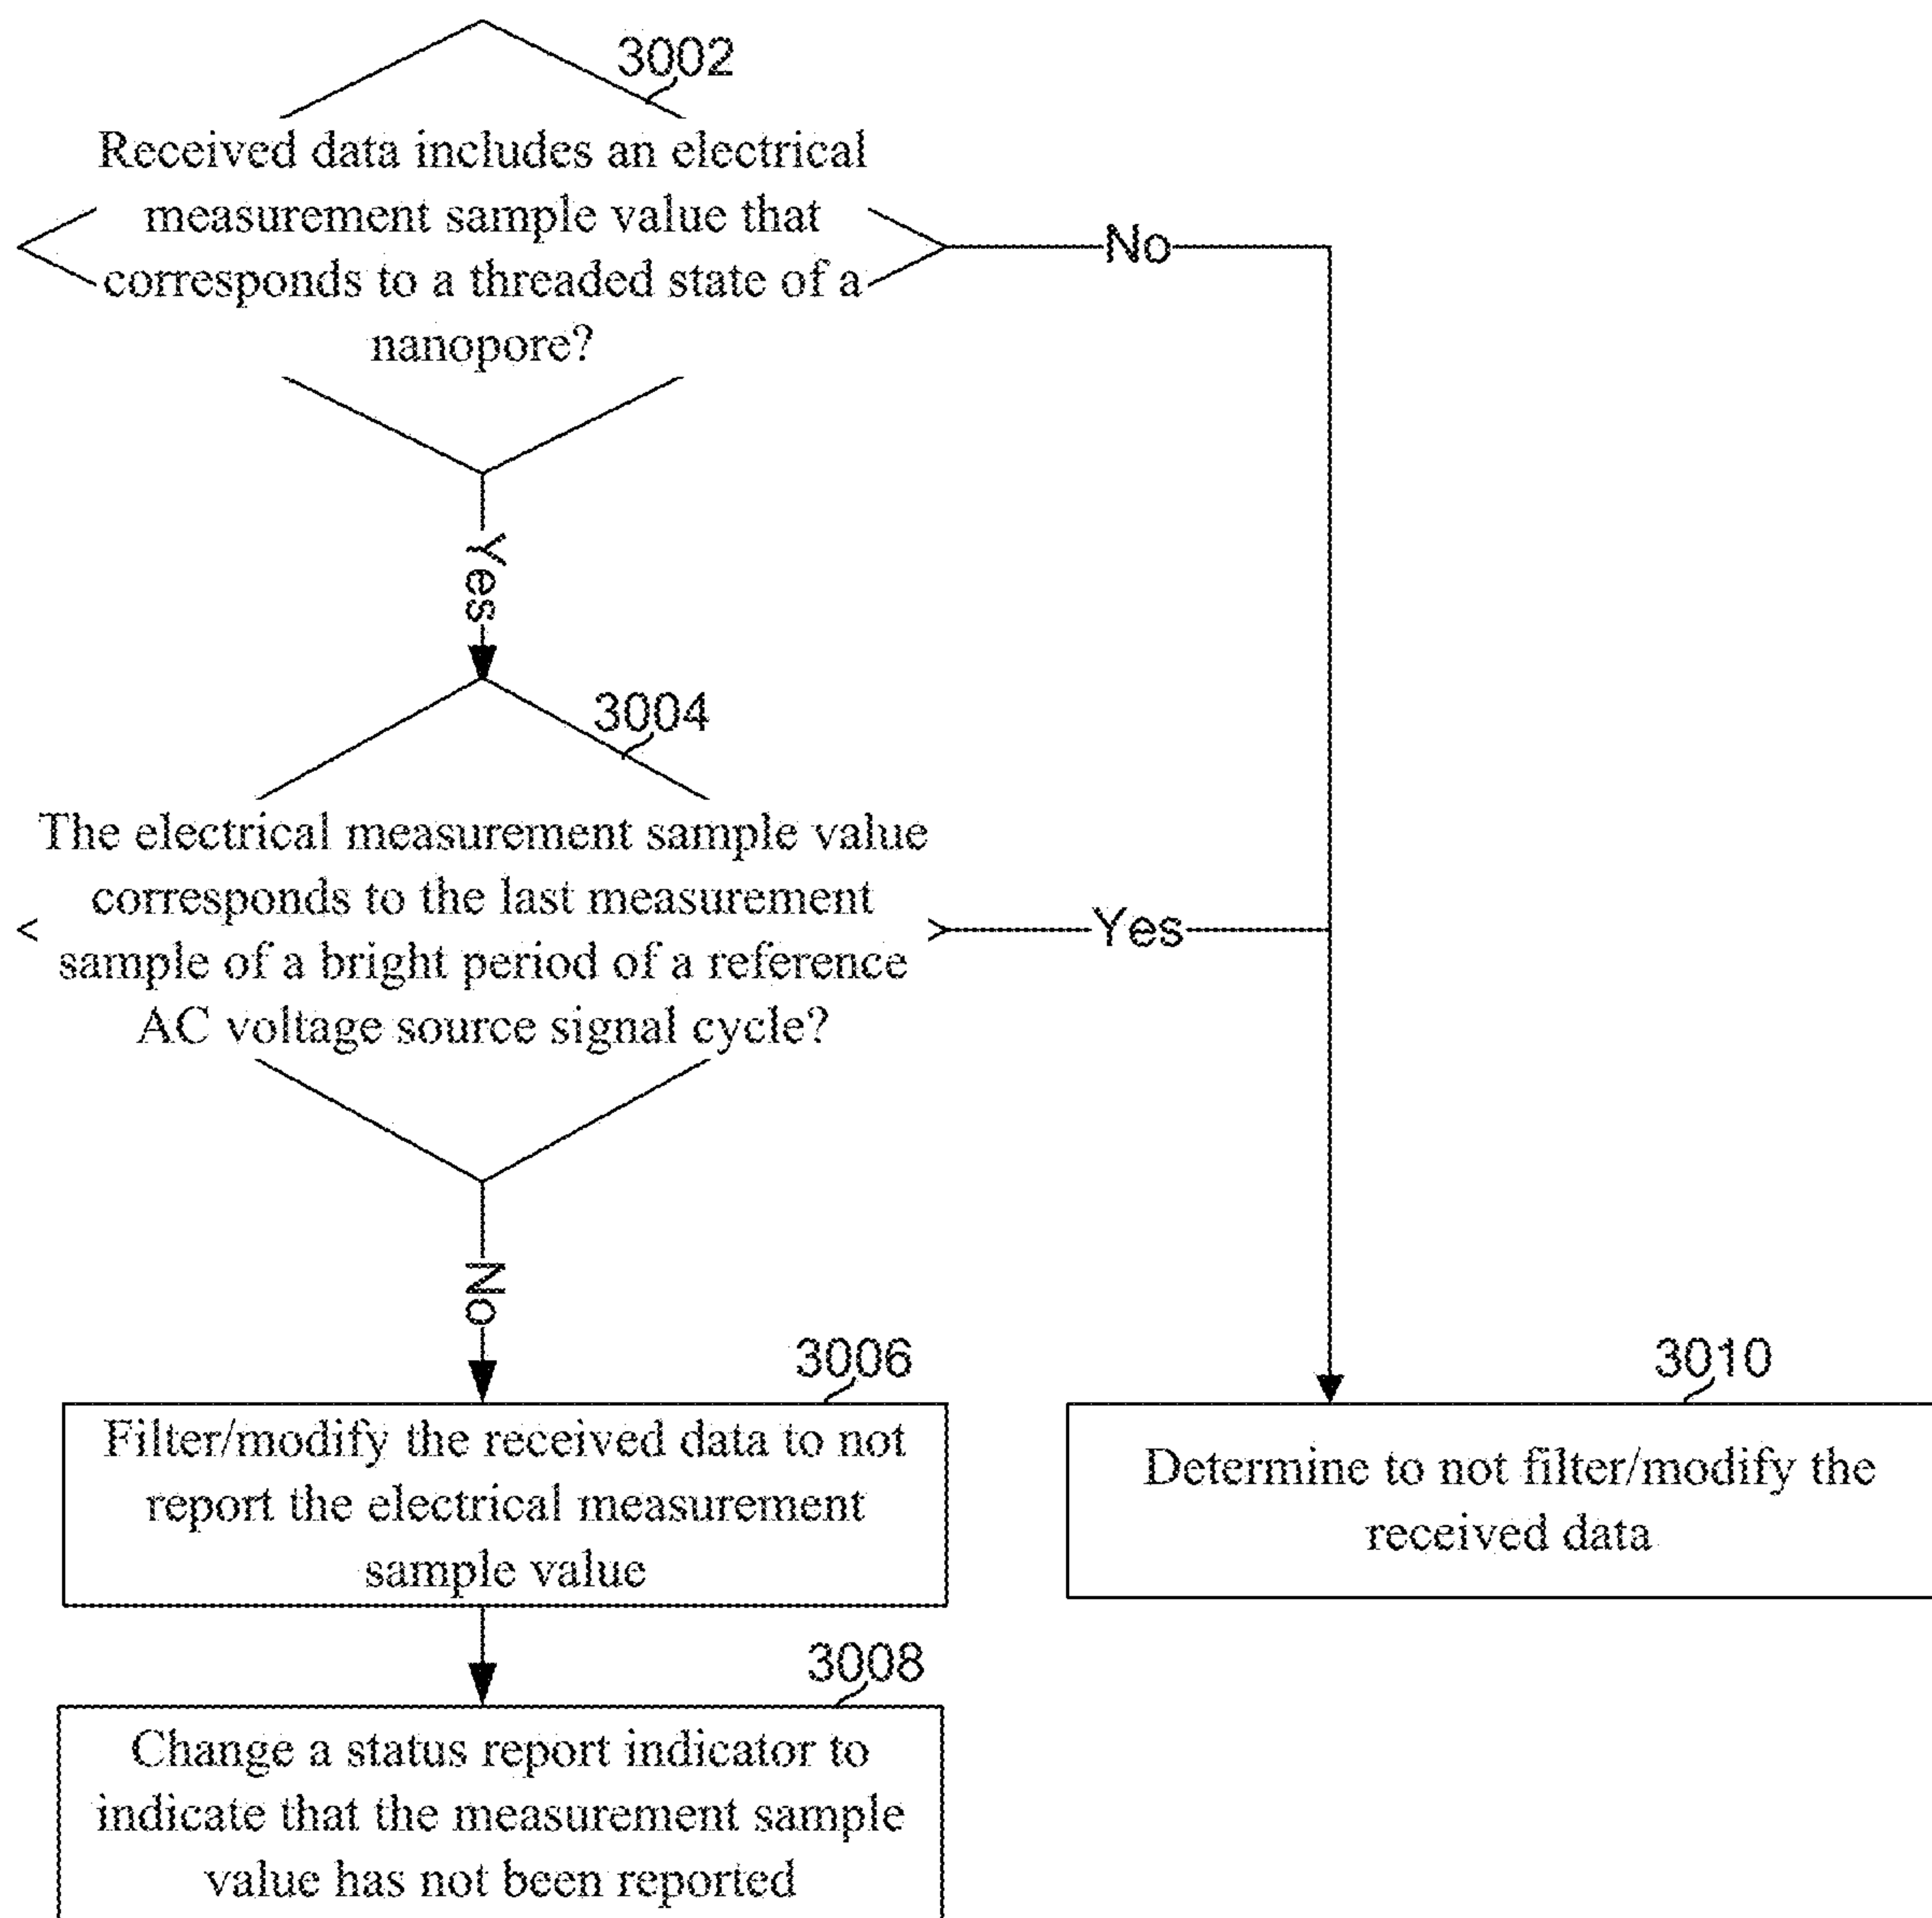 3002
Received data includes an electrical
measurement sample value that
corresponds to a threaded state of a
nanopore?
No
Yes
3004
The electrical measurement sample value
corresponds to the last measurement
sample of a bright period of a reference
AC voltage source signal cycle?
Yes
No
3006
Filter/modify the received data to not
report the electrical measurement
sample value
3010
Determine to not filter/modify the
received data
3008
Change a status report indicator to
indicate that the measurement sample
value has not been reported